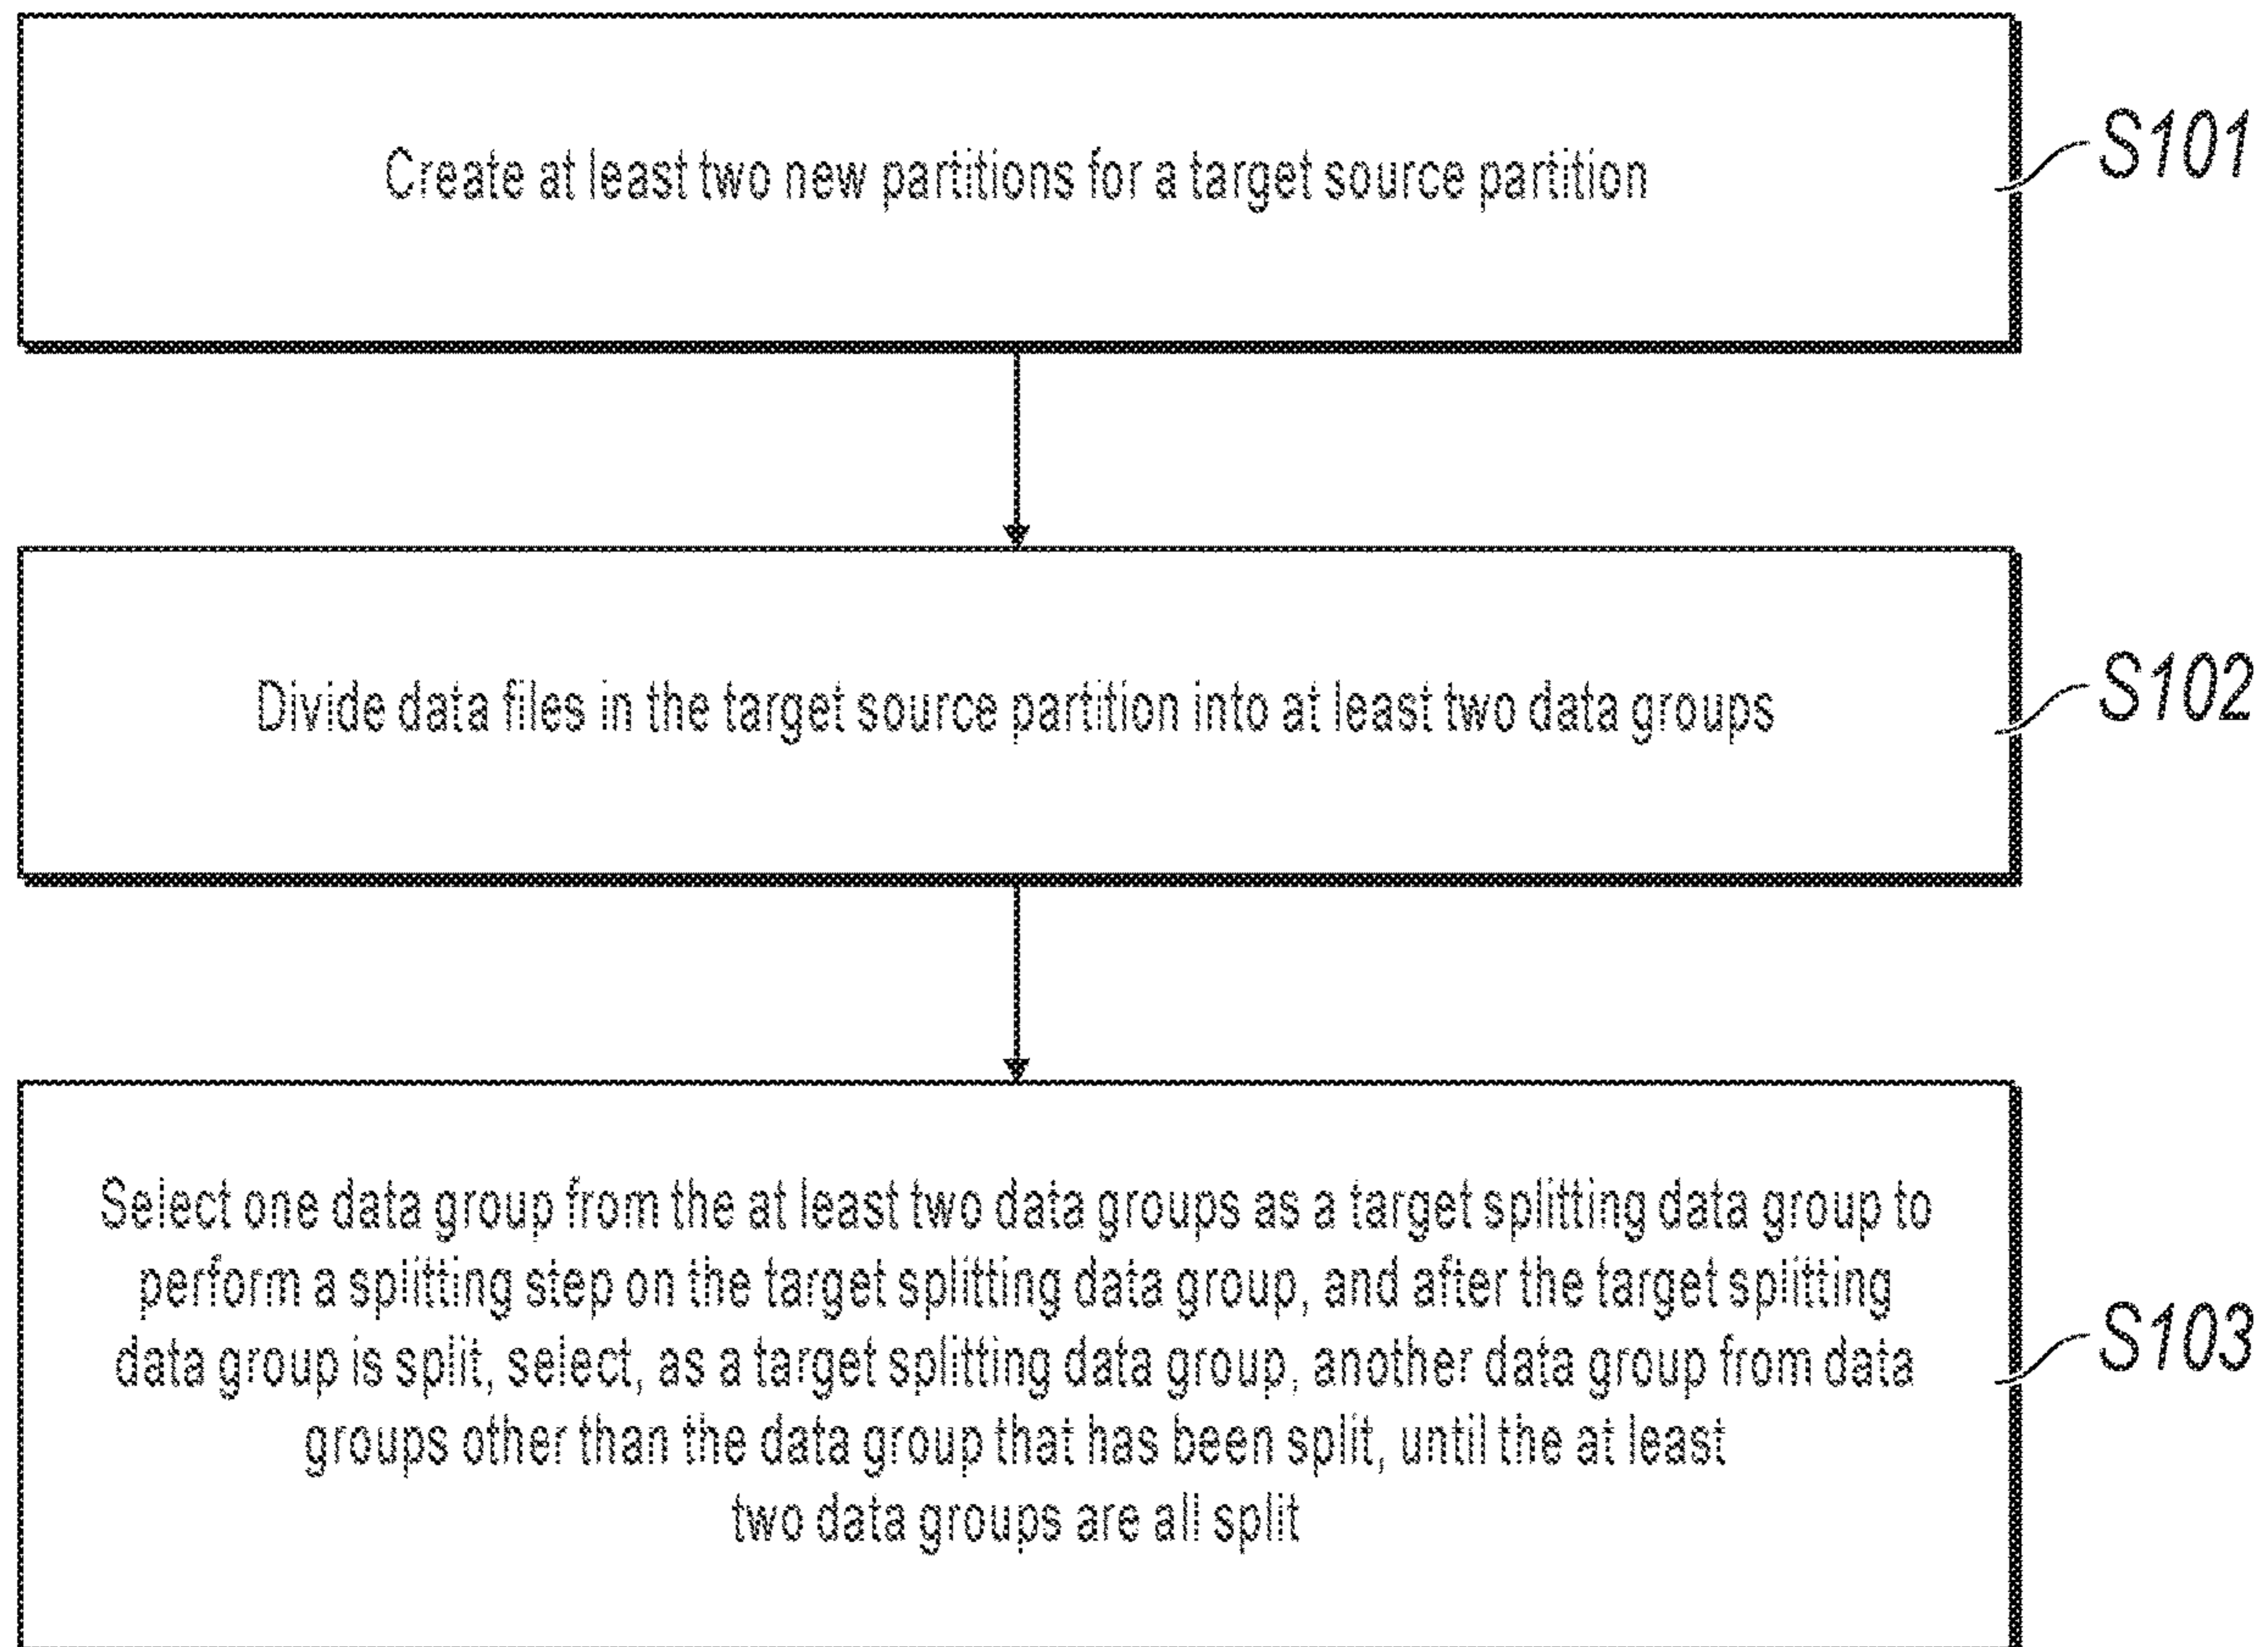 Create at least two new partitions for a target source partition
S101
Divide data files in the target source partition into at least two data groups
S102
Select one data group from the at least two data groups as a target splitting data group to
perform a splitting step on the target splitting data group, and after the target splitting
data group is split, select, as a target splitting data group, another data group from data
groups other than the data group that has been split, until the at least
two data groups are all split
S103